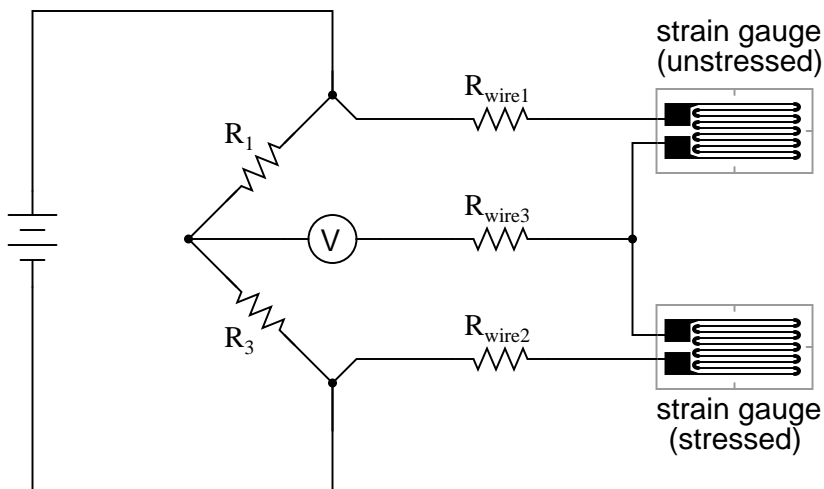 strain gauge
(unstressed)
Rwire1
R1
Rwire3
V
Rwire2
R3
strain gauge
(stressed)